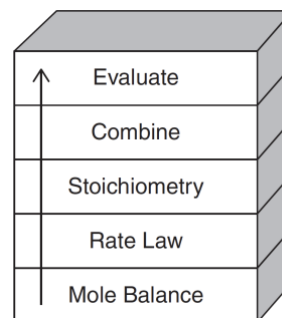 Evaluate
Combine
Stoichiometry
Rate Law
Mole Balance